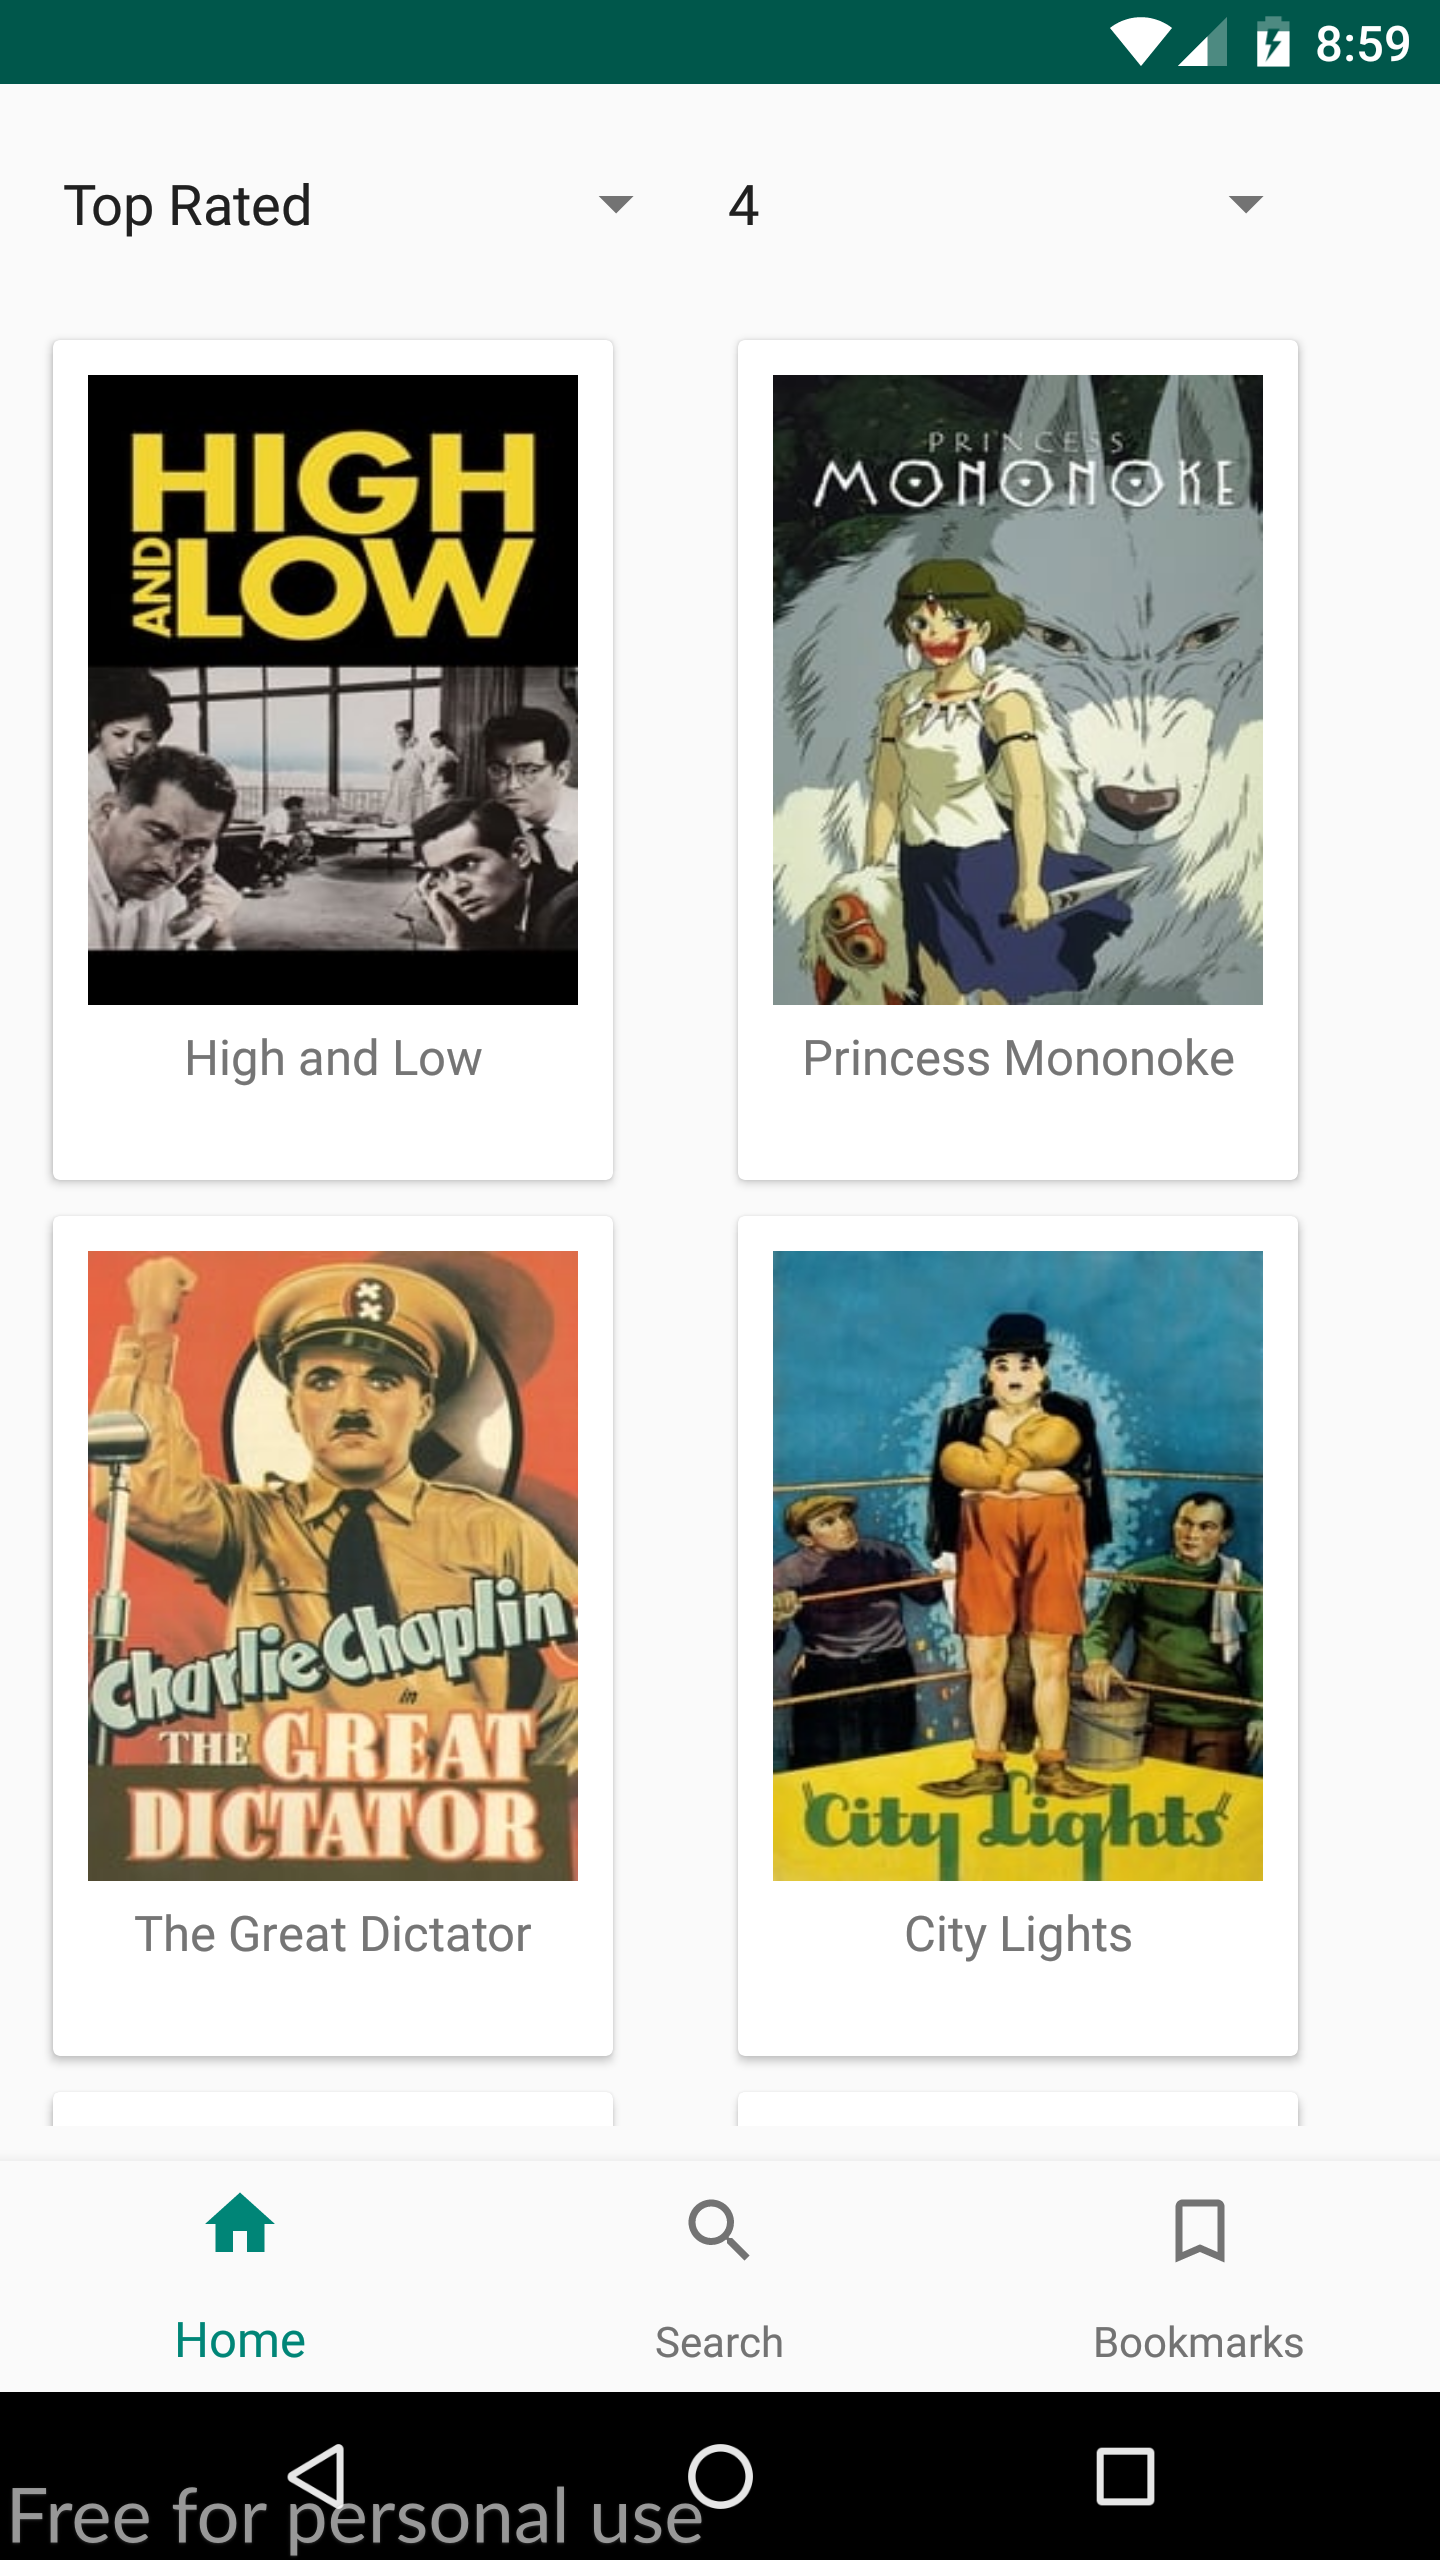 8:59
Top Rated
4
HIGH
AND
LOW
PRINCESS
MONONOKE
High and Low
Princess Mononoke
Charlie Chaplin
in
THE GREAT
DICTATOR
"City Lights"
The Great Dictator
City Lights
Home
Search
Bookmarks
Free for personal use